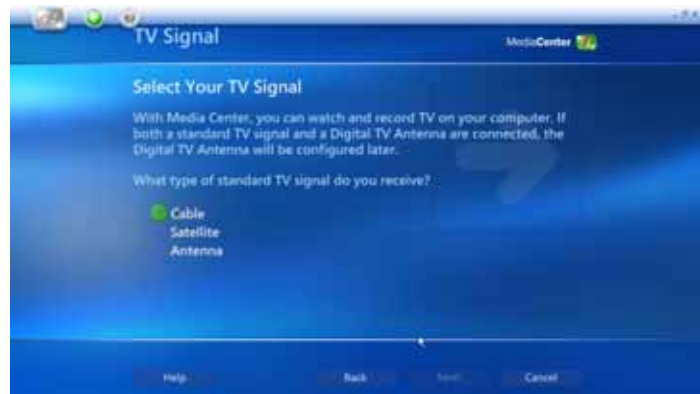 TV Signal
MediaCenter
Select Your TV Signal
With Media Center, you can watch and record TV on your computer. If
both a standard TV signal and a Digital TV Antenna are connected, the
Digital TV Antenna will be configured later.
What type of standard TV signal do you receive?
Cable
Satellite
Antenna
Help Back Next Cancel